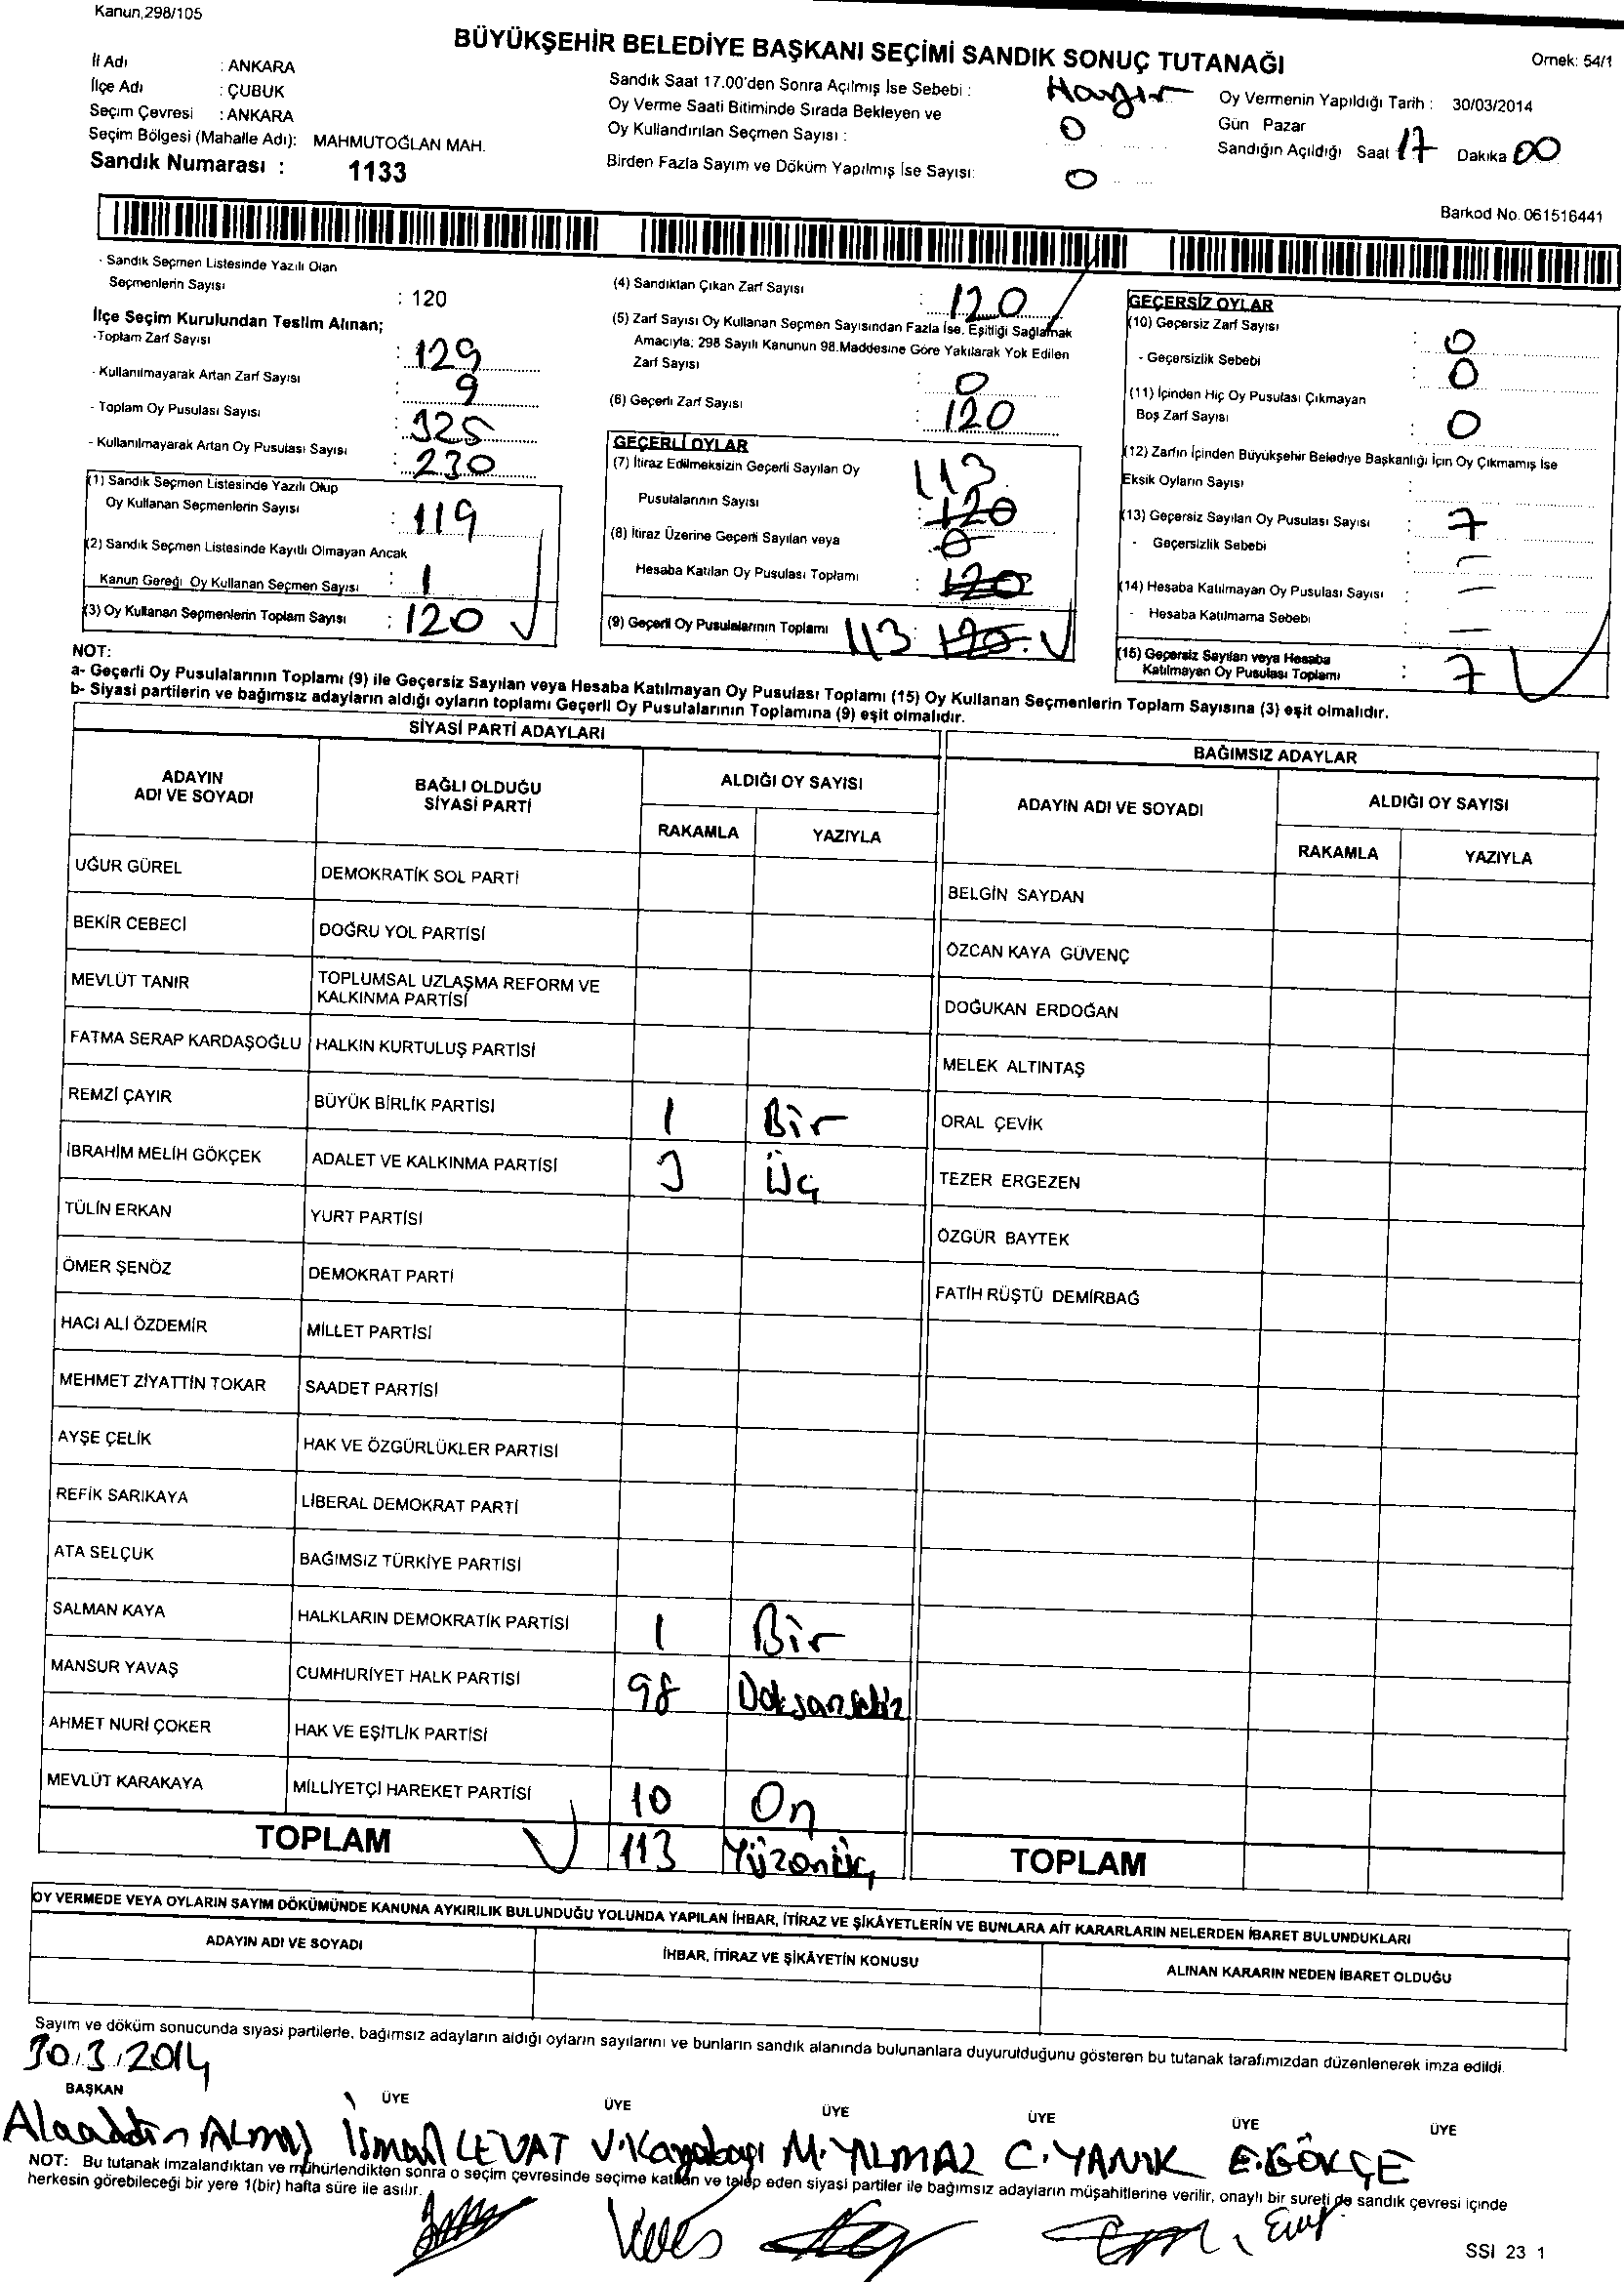 Kanun,298/105
BÜYÜKŞEHİR BELEDİYE BAŞKANI SEÇİMİ SANDIK SONUÇ TUTANAĞI
Ornek: 54/1
İl Adı : ANKARA
İlçe Adı : ÇUBUK
Seçim Çevresi : ANKARA
Seçim Bölgesi (Mahalle Adı): MAHMUTOĞLAN MAH.
Sandık Numarası : 1133
Sandık Saat 17.00'den Sonra Açılmış İse Sebebi : Hayır
Oy Verme Saati Bitiminde Sırada Bekleyen ve
Oy Kullandırılan Seçmen Sayısı : 0
Birden Fazla Sayım ve Döküm Yapılmış İse Sayısı: 0
Oy Vermenin Yapıldığı Tarih : 30/03/2014
Gün Pazar
Sandığın Açıldığı Saat 17 Dakika 00
Barkod No. 061516441
- Sandık Seçmen Listesinde Yazılı Olan
Seçmenlerin Sayısı : 120
İlçe Seçim Kurulundan Teslim Alınan;
-Toplam Zarf Sayısı : 129
- Kullanılmayarak Artan Zarf Sayısı : 9
- Toplam Oy Pusulası Sayısı : 325
- Kullanılmayarak Artan Oy Pusulası Sayısı : 230
(1) Sandık Seçmen Listesinde Yazılı Olup
Oy Kullanan Seçmenlerin Sayısı : 119
(2) Sandık Seçmen Listesinde Kayıtlı Olmayan Ancak
Kanun Gereği Oy Kullanan Seçmen Sayısı : 1
(3) Oy Kullanan Seçmenlerin Toplam Sayısı : 120
(4) Sandıktan Çıkan Zarf Sayısı : 120
(5) Zarf Sayısı Oy Kullanan Seçmen Sayısından Fazla İse, Eşitliği Sağlamak
Amacıyla; 298 Sayılı Kanunun 98.Maddesine Göre Yakılarak Yok Edilen
Zarf Sayısı : 0
(6) Geçerli Zarf Sayısı : 120
GEÇERLİ OYLAR
(7) İtiraz Edilmeksizin Geçerli Sayılan Oy 113
Pusulalarının Sayısı : 120
(8) İtiraz Üzerine Geçerli Sayılan veya 0
Hesaba Katılan Oy Pusulası Toplamı : 120
(9) Geçerli Oy Pusulalarının Toplamı 113 : 120
GEÇERSİZ OYLAR
(10) Geçersiz Zarf Sayısı : 0
- Geçersizlik Sebebi : 0
(11) İçinden Hiç Oy Pusulası Çıkmayan
Boş Zarf Sayısı : 0
(12) Zarfın İçinden Büyükşehir Belediye Başkanlığı İçin Oy Çıkmamış İse
Eksik Oyların Sayısı :
(13) Geçersiz Sayılan Oy Pusulası Sayısı : 7
- Geçersizlik Sebebi : –
(14) Hesaba Katılmayan Oy Pusulası Sayısı : –
- Hesaba Katılmama Sebebi –
(15) Geçersiz Sayılan veya Hesaba
Katılmayan Oy Pusulası Toplamı : 7
NOT:
a- Geçerli Oy Pusulalarının Toplamı (9) ile Geçersiz Sayılan veya Hesaba Katılmayan Oy Pusulası Toplamı (15) Oy Kullanan Seçmenlerin Toplam Sayısına (3) eşit olmalıdır.
b- Siyasi partilerin ve bağımsız adayların aldığı oyların toplamı Geçerli Oy Pusulalarının Toplamına (9) eşit olmalıdır.
SİYASİ PARTİ ADAYLARI
ADAYIN ADI VE SOYADI
BAĞLI OLDUĞU SİYASİ PARTİ
ALDIĞI OY SAYISI
RAKAMLA YAZIYLA
UĞUR GÜREL DEMOKRATİK SOL PARTİ
BEKİR CEBECİ DOĞRU YOL PARTİSİ
MEVLÜT TANIR TOPLUMSAL UZLAŞMA REFORM VE KALKINMA PARTİSİ
FATMA SERAP KARDAŞOĞLU HALKIN KURTULUŞ PARTİSİ
REMZİ ÇAYIR BÜYÜK BİRLİK PARTİSİ 1 Bir
İBRAHİM MELİH GÖKÇEK ADALET VE KALKINMA PARTİSİ 3 Üç
TÜLİN ERKAN YURT PARTİSİ
ÖMER ŞENÖZ DEMOKRAT PARTİ
HACI ALİ ÖZDEMİR MİLLET PARTİSİ
MEHMET ZİYATTİN TOKAR SAADET PARTİSİ
AYŞE ÇELİK HAK VE ÖZGÜRLÜKLER PARTİSİ
REFİK SARIKAYA LİBERAL DEMOKRAT PARTİ
ATA SELÇUK BAĞIMSIZ TÜRKİYE PARTİSİ
SALMAN KAYA HALKLARIN DEMOKRATİK PARTİSİ 1 Bir
MANSUR YAVAŞ CUMHURİYET HALK PARTİSİ 98 Doksansekiz
AHMET NURİ ÇOKER HAK VE EŞİTLİK PARTİSİ
MEVLÜT KARAKAYA MİLLİYETÇİ HAREKET PARTİSİ 10 On
TOPLAM 113 Yüzonüç
BAĞIMSIZ ADAYLAR
ADAYIN ADI VE SOYADI
ALDIĞI OY SAYISI
RAKAMLA YAZIYLA
BELGİN SAYDAN
ÖZCAN KAYA GÜVENÇ
DOĞUKAN ERDOĞAN
MELEK ALTINTAŞ
ORAL ÇEVİK
TEZER ERGEZEN
ÖZGÜR BAYTEK
FATİH RÜŞTÜ DEMİRBAĞ
TOPLAM
OY VERMEDE VEYA OYLARIN SAYIM DÖKÜMÜNDE KANUNA AYKIRILIK BULUNDUĞU YOLUNDA YAPILAN İHBAR, İTİRAZ VE ŞİKÂYETLERİN VE BUNLARA AİT KARARLARIN NELERDEN İBARET BULUNDUKLARI
ADAYIN ADI VE SOYADI İHBAR, İTİRAZ VE ŞİKÂYETİN KONUSU ALINAN KARARIN NEDEN İBARET OLDUĞU
Sayım ve döküm sonucunda siyasi partilerle, bağımsız adayların aldığı oyların sayılarını ve bunların sandık alanında bulunanlara duyurulduğunu gösteren bu tutanak tarafımızdan düzenlenerek imza edildi.
30.3.2014
BAŞKAN ÜYE ÜYE ÜYE ÜYE ÜYE ÜYE
Alaaddin ALMIŞ İsmail LEVAT V.Kayabaşı M.YILMAZ C.YANIK E.GÖKÇE
NOT: Bu tutanak imzalandıktan ve mühürlendikten sonra o seçim çevresinde seçime katılan ve talep eden siyasi partiler ile bağımsız adayların müşahitlerine verilir, onaylı bir sureti de sandık çevresi içinde
herkesin görebileceği bir yere 1(bir) hafta süre ile asılır.
SSI 23 1